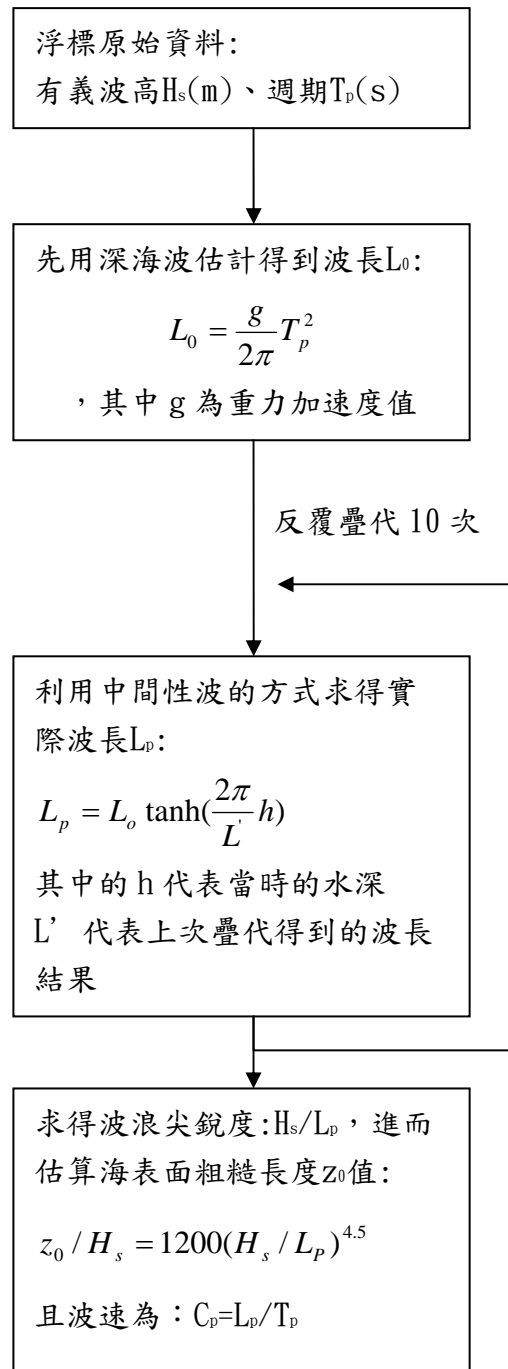 浮標原始資料:
有義波高Hₛ(m)、週期Tₚ(s)
先用深海波估計得到波長L₀:
L₀ = \frac{g}{2π} Tₚ²
，其中 g 為重力加速度值
反覆疊代 10 次
利用中間性波的方式求得實
際波長Lₚ:
Lₚ = Lₒ tanh(\frac{2π}{L'} h)
其中的 h 代表當時的水深
L’ 代表上次疊代得到的波長
結果
求得波浪尖銳度:Hₛ/Lₚ，進而
估算海表面粗糙長度z₀值:
z₀ / Hₛ = 1200(Hₛ / L_P)^{4.5}
且波速為：Cₚ=Lₚ/Tₚ